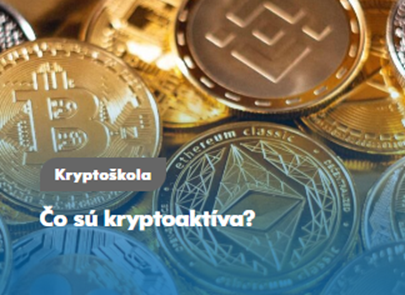 ethereum classic
Kryptoškola
Čo sú kryptoaktíva?